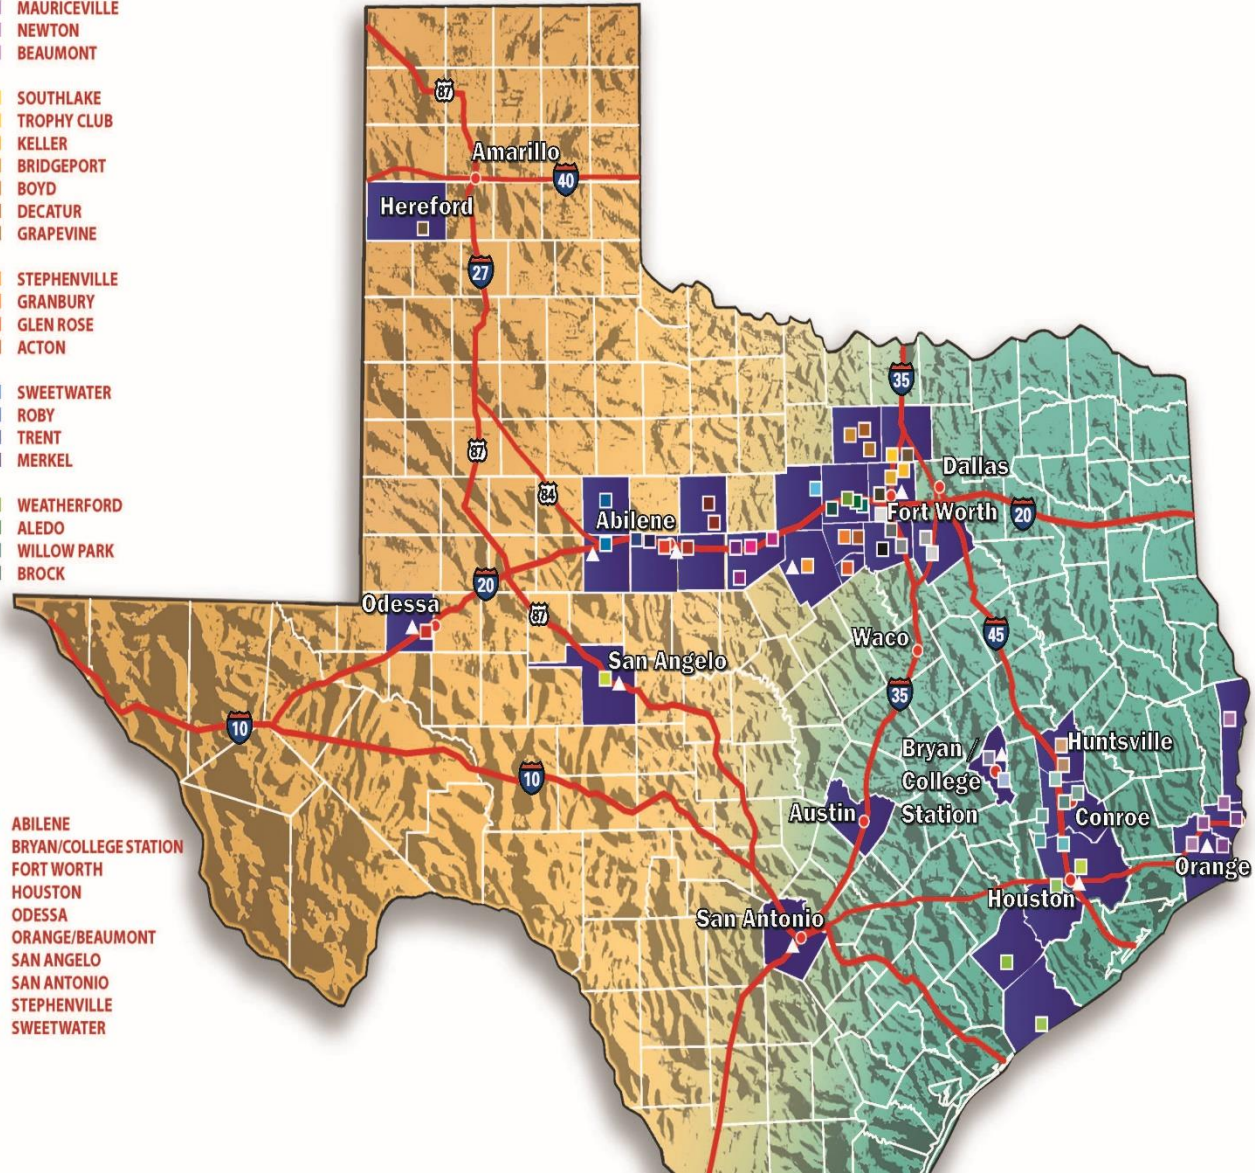 MAURICEVILLE
NEWTON
BEAUMONT
SOUTHLAKE
TROPHY CLUB
KELLER
BRIDGEPORT
BOYD
DECATUR
GRAPEVINE
STEPHENVILLE
GRANBURY
GLEN ROSE
ACTON
SWEETWATER
ROBY
TRENT
MERKEL
WEATHERFORD
ALEDO
WILLOW PARK
BROCK
ABILENE
BRYAN/COLLEGE STATION
FORT WORTH
HOUSTON
ODESSA
ORANGE/BEAUMONT
SAN ANGELO
SAN ANTONIO
STEPHENVILLE
SWEETWATER
87
Amarillo
40
Hereford
27
35
87
Dallas
84
Abilene
Fort Worth
20
20
Odessa
87
Waco
45
San Angelo
35
10
Bryan /
College
Station
Huntsville
10
Austin
Conroe
Orange
Houston
San Antonio